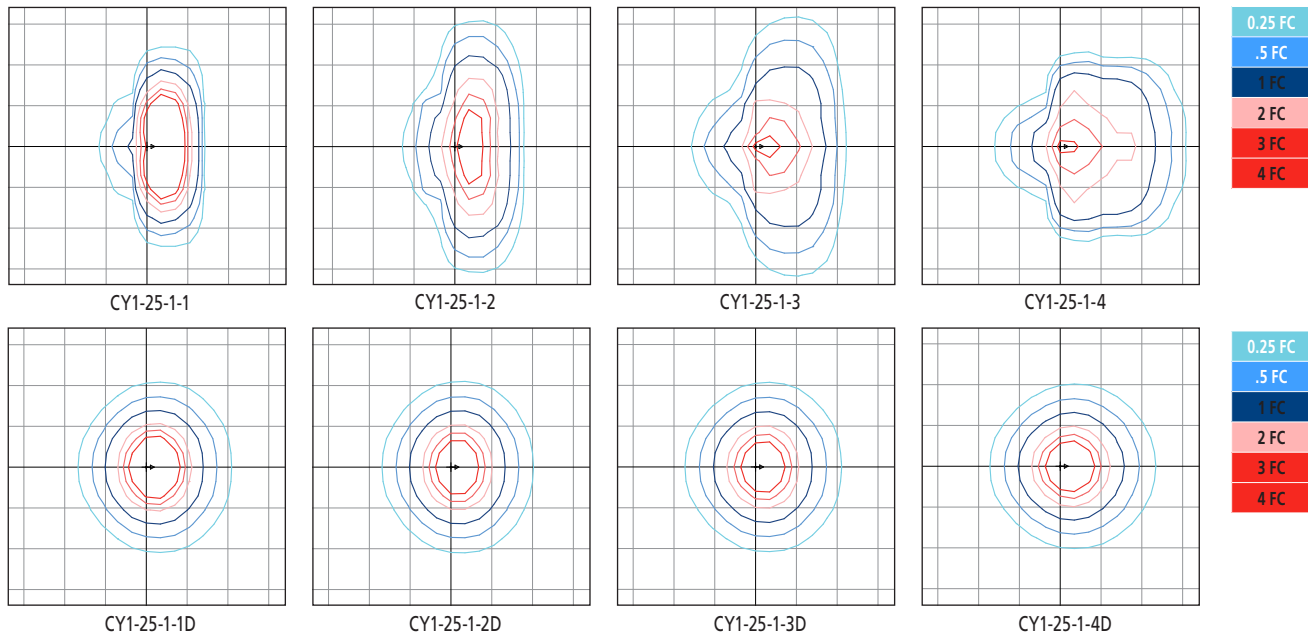 0.25 FC
.5 FC
1 FC
2 FC
3 FC
4 FC
CY1-25-1-1
CY1-25-1-2
CY1-25-1-3
CY1-25-1-4
0.25 FC
.5 FC
1 FC
2 FC
3 FC
4 FC
CY1-25-1-1D
CY1-25-1-2D
CY1-25-1-3D
CY1-25-1-4D